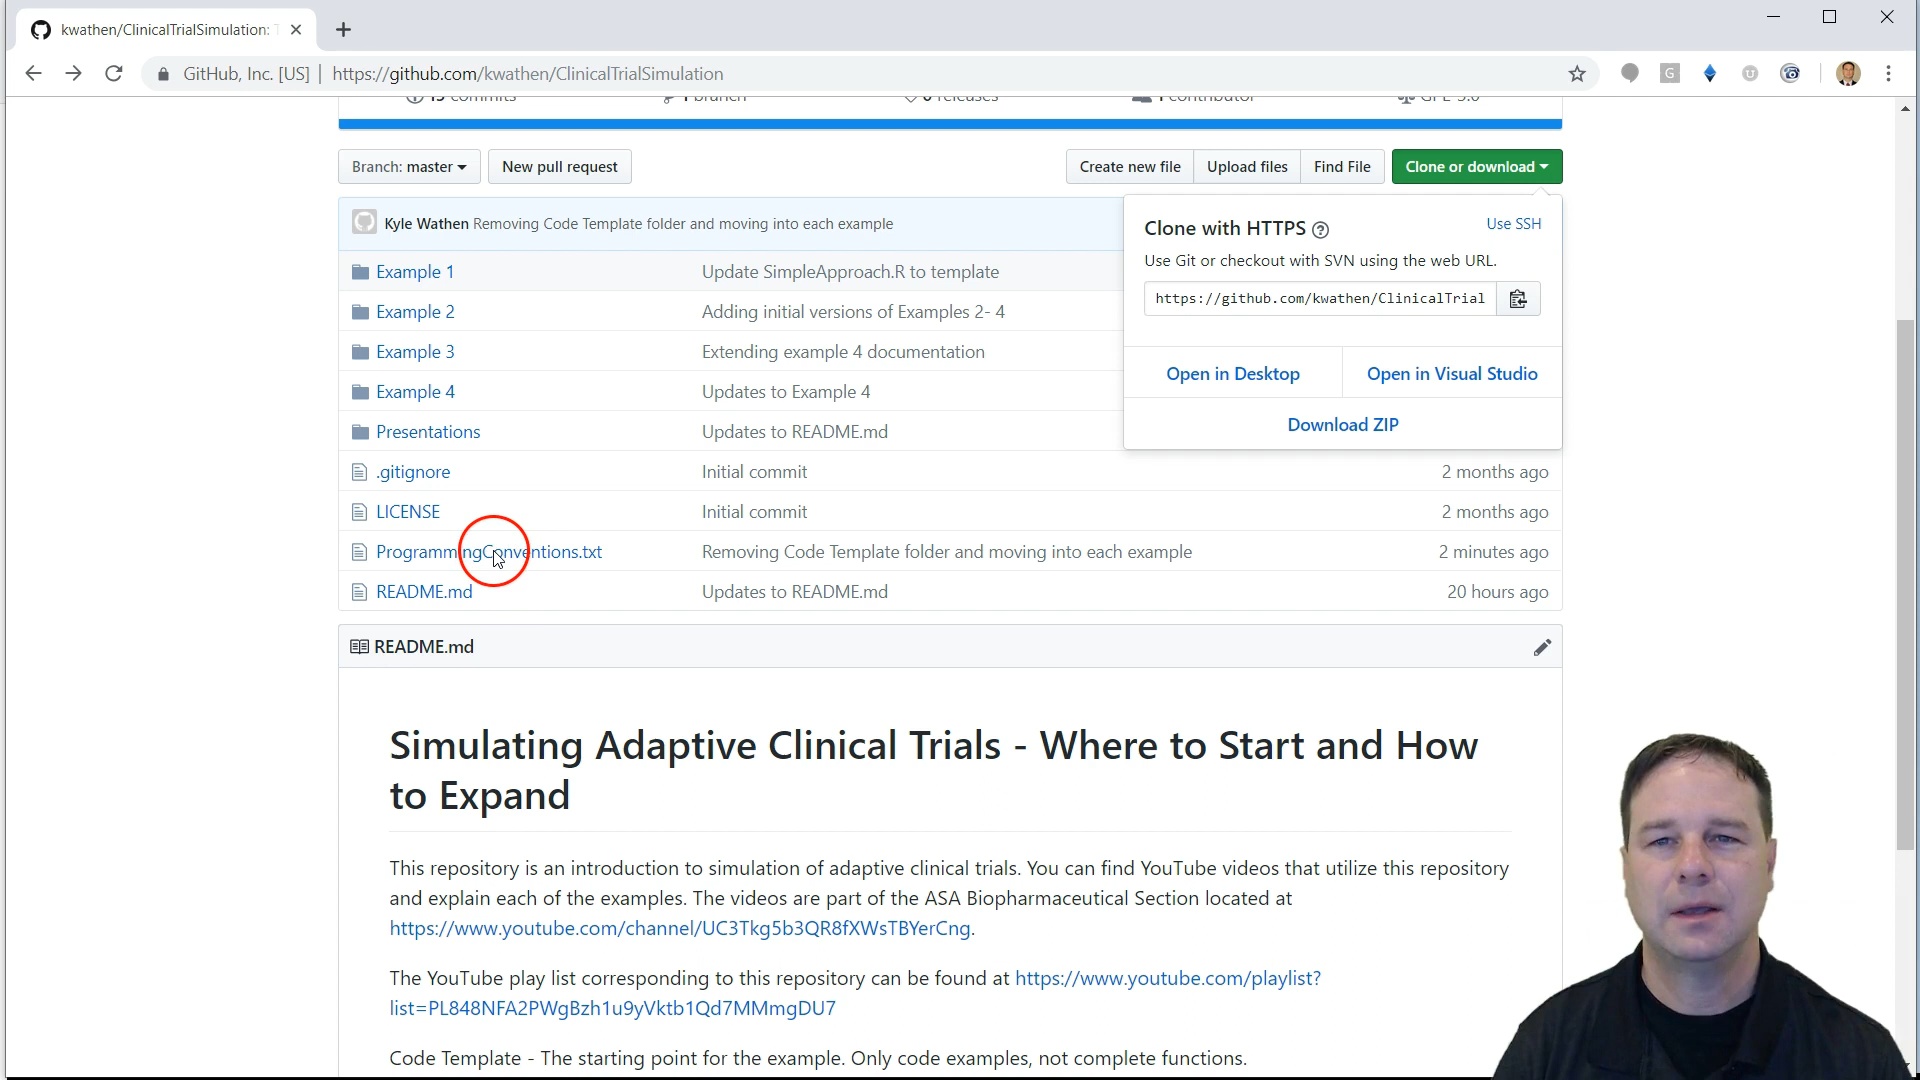 kwathen/ClinicalTrialSimulation:
GitHub, Inc. [US] | https://github.com/kwathen/ClinicalTrialSimulation
Branch: master
New pull request
Create new file
Upload files
Find File
Clone or download
Kyle Wathen Removing Code Template folder and moving into each example
Clone with HTTPS
Use SSH
Use Git or checkout with SVN using the web URL.
https://github.com/kwathen/ClinicalTrial
Open in Desktop
Open in Visual Studio
Download ZIP
Example 1 Update SimpleApproach.R to template
Example 2 Adding initial versions of Examples 2- 4
Example 3 Extending example 4 documentation
Example 4 Updates to Example 4
Presentations Updates to README.md
.gitignore Initial commit 2 months ago
LICENSE Initial commit 2 months ago
ProgrammingConventions.txt Removing Code Template folder and moving into each example 2 minutes ago
README.md Updates to README.md 20 hours ago
README.md
Simulating Adaptive Clinical Trials - Where to Start and How
to Expand
This repository is an introduction to simulation of adaptive clinical trials. You can find YouTube videos that utilize this repository
and explain each of the examples. The videos are part of the ASA Biopharmaceutical Section located at
https://www.youtube.com/channel/UC3Tkg5b3QR8fXWsTBYerCng.
The YouTube play list corresponding to this repository can be found at https://www.youtube.com/playlist?
list=PL848NFA2PWgBzh1u9yVktb1Qd7MMmgDU7
Code Template - The starting point for the example. Only code examples, not complete functions.